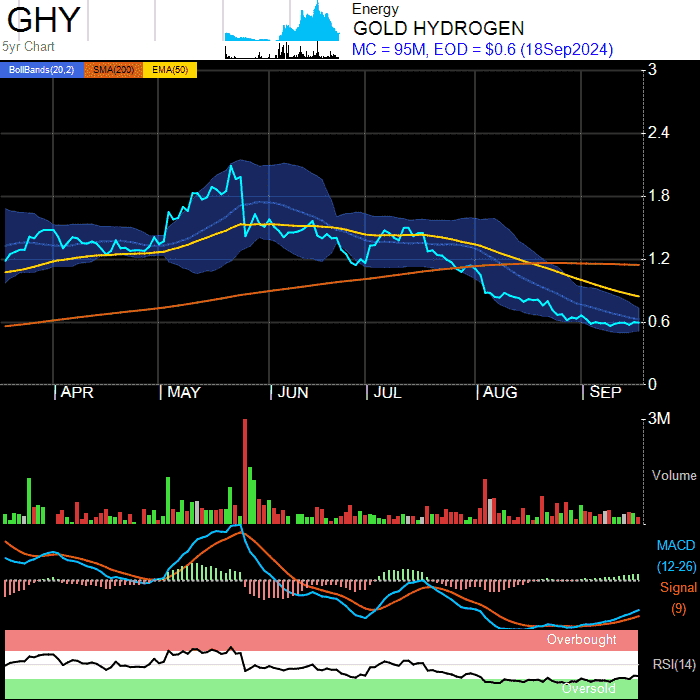 GHY
5yr Chart
Energy
GOLD HYDROGEN
MC = 95M, EOD = $0.6 (18Sep2024)
BollBands(20,2) SMA(200) EMA(50)
3
2.4
1.8
1.2
0.6
0
APR MAY JUN JUL AUG SEP
3M
Volume
MACD
(12-26)
Signal
(9)
Overbought
RSI(14)
Oversold